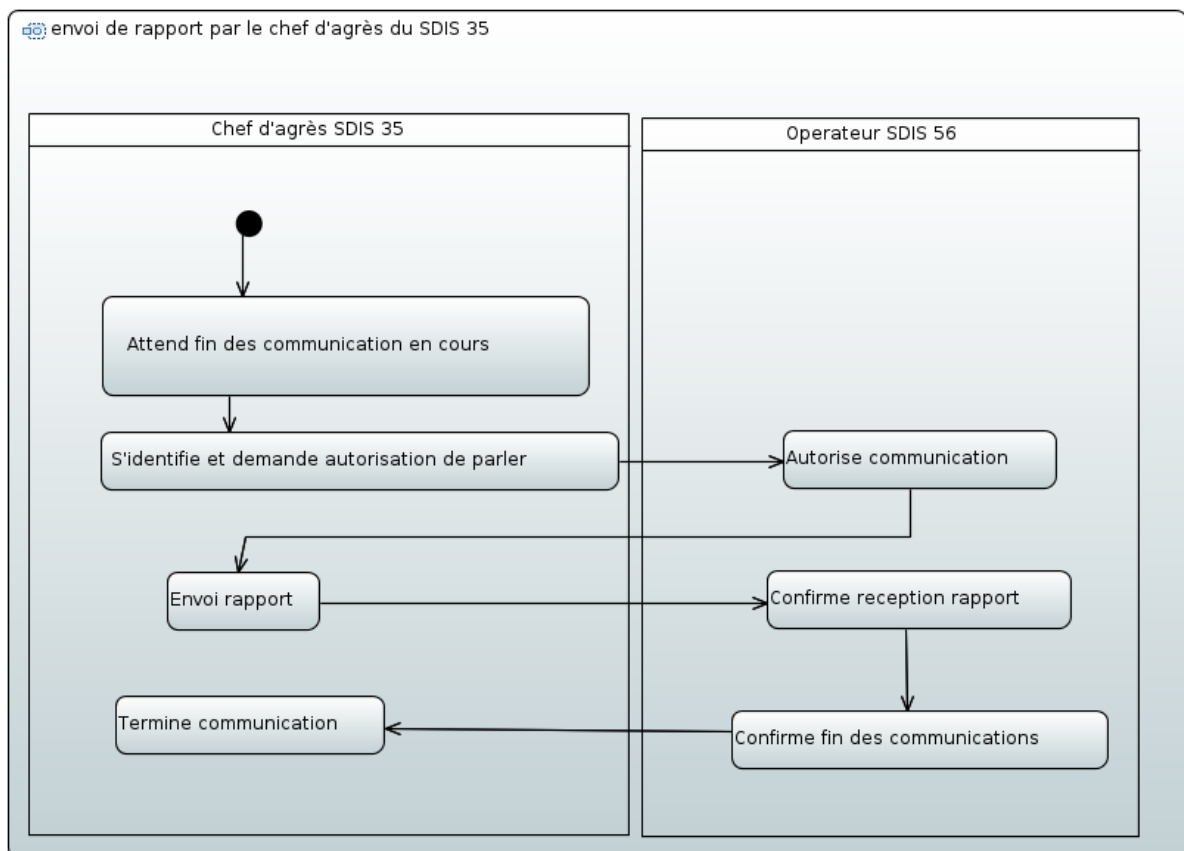 envoi de rapport par le chef d'agrès du SDIS 35
Chef d'agrès SDIS 35
Operateur SDIS 56
Attend fin des communication en cours
S'identifie et demande autorisation de parler
Autorise communication
Envoi rapport
Confirme reception rapport
Termine communication
Confirme fin des communications